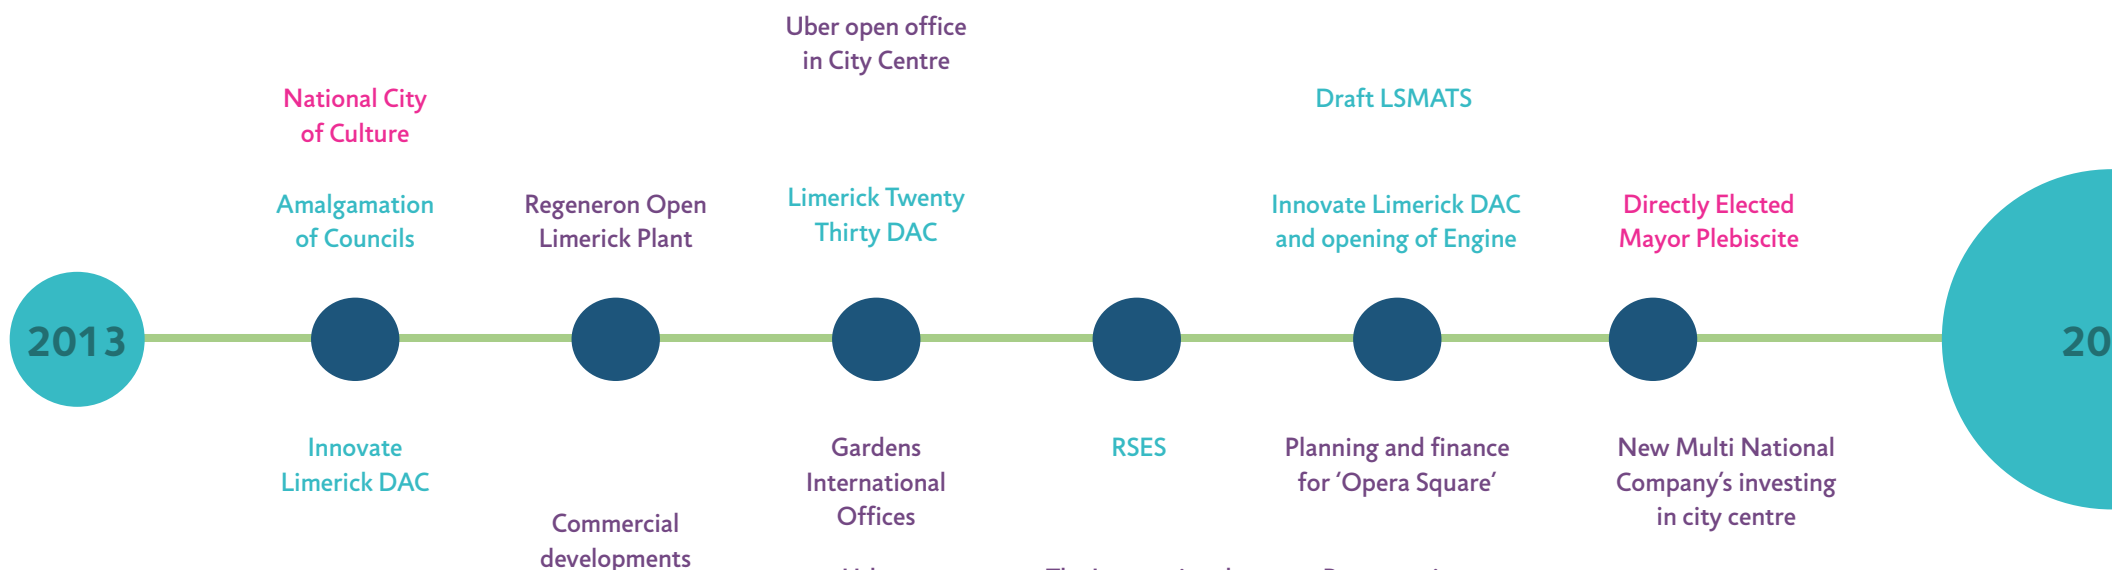 Uber open office
in City Centre
National City
of Culture
Draft LSMATS
Amalgamation
of Councils
Regeneron Open
Limerick Plant
Limerick Twenty
Thirty DAC
Innovate Limerick DAC
and opening of Engine
Directly Elected
Mayor Plebiscite
2013
20
Innovate
Limerick DAC
Gardens
International
Offices
RSES
Planning and finance
for ‘Opera Square’
New Multi National
Company’s investing
in city centre
Commercial
developments